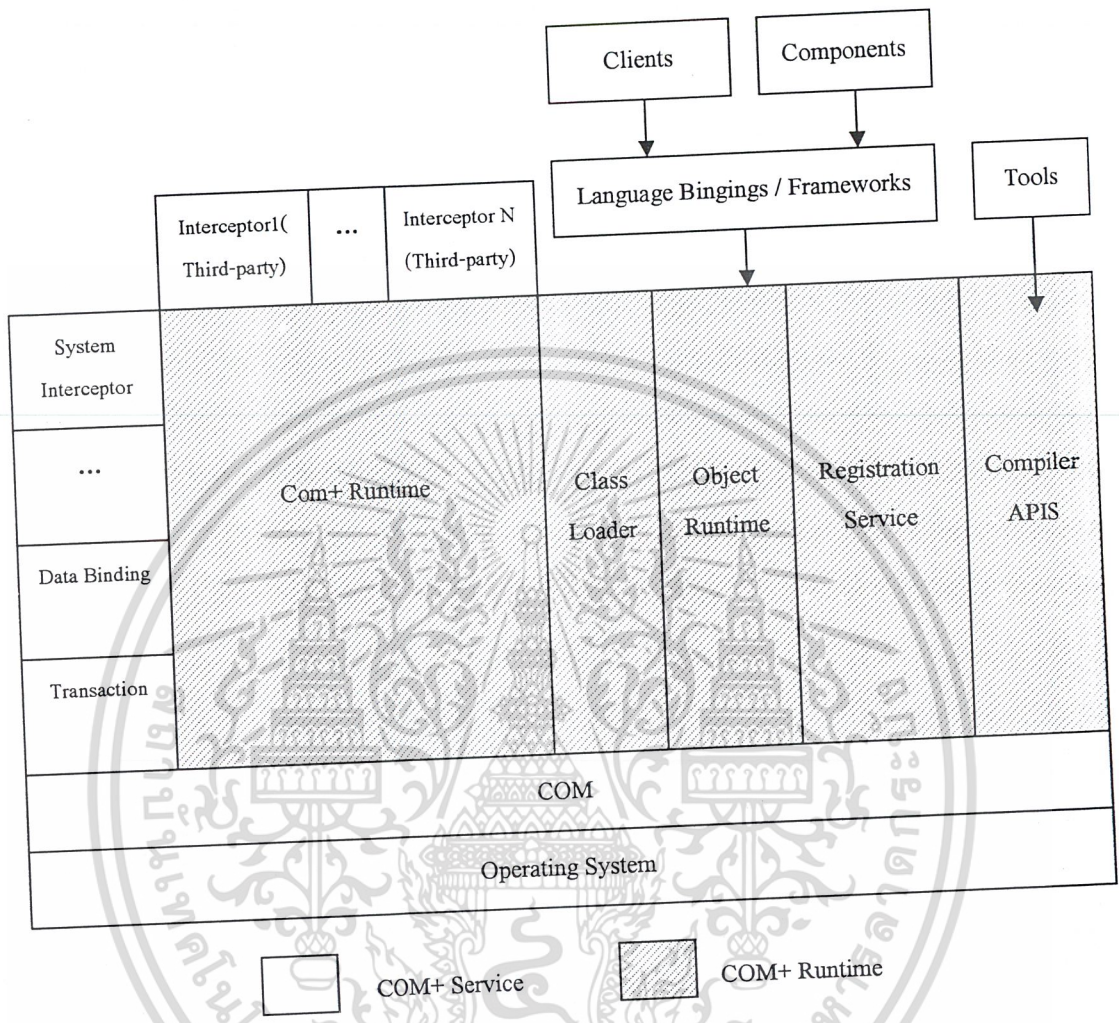 Clients
Components
Language Bingings / Frameworks
Tools
Interceptor1(
Third-party)
...
Interceptor N
(Third-party)
System
Interceptor
...
Data Binding
Transaction
Com+ Runtime
Class
Loader
Object
Runtime
Registration
Service
Compiler
APIS
COM
Operating System
COM+ Service
COM+ Runtime